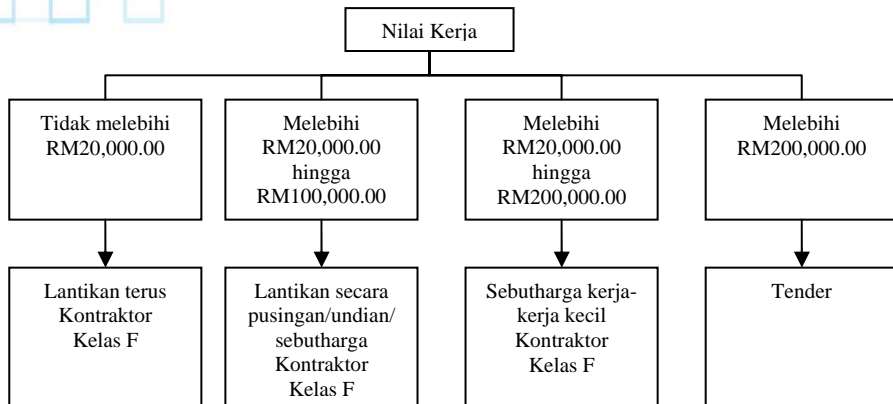 Nilai Kerja
Tidak melebihi
RM20,000.00
Melebihi
RM20,000.00
hingga
RM100,000.00
Melebihi
RM20,000.00
hingga
RM200,000.00
Melebihi
RM200,000.00
Lantikan terus
Kontraktor
Kelas F
Lantikan secara
pusingan/undian/
sebutharga
Kontraktor
Kelas F
Sebutharga kerja-
kerja kecil
Kontraktor
Kelas F
Tender